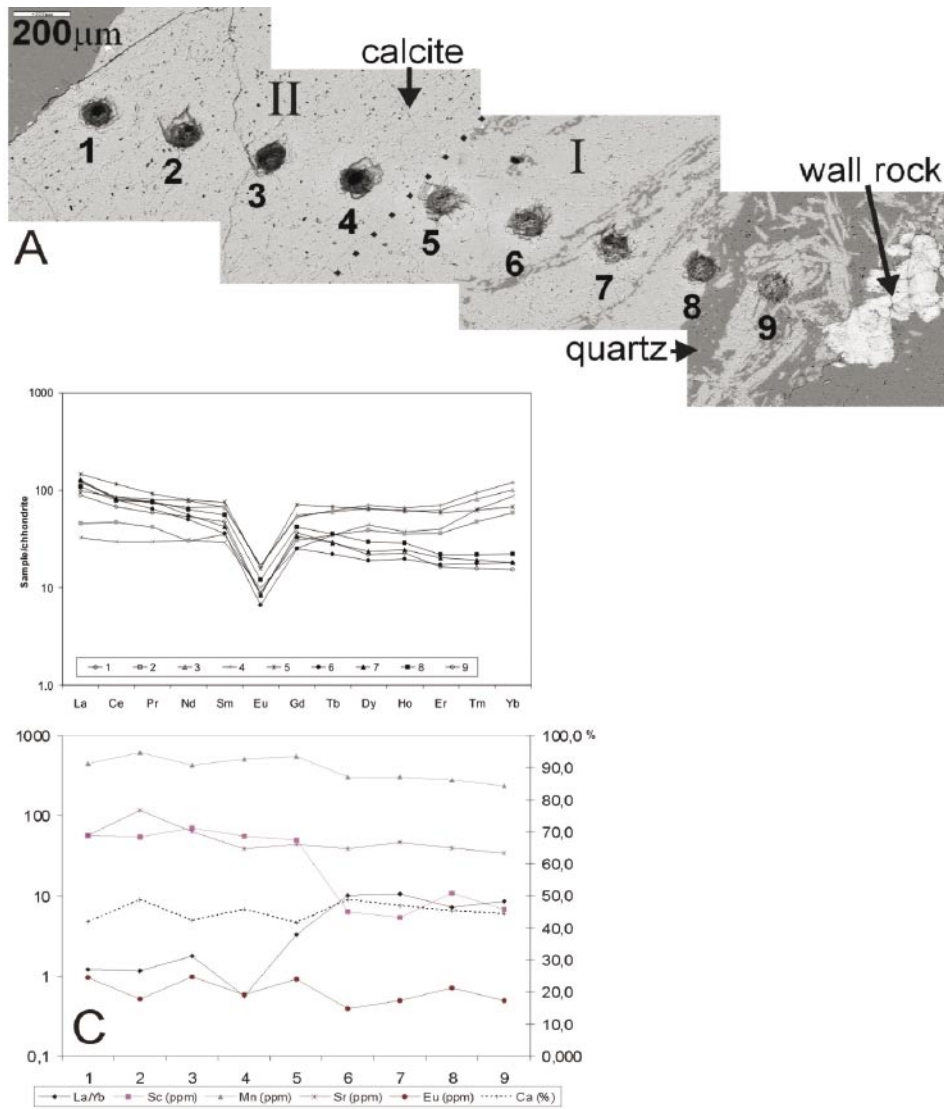 200μm
calcite
II
I
wall rock
1
2
3
4
5
6
7
8
9
quartz
A
1000
100
10
1.0
Sample/chhondrite
1 2 3 4 5 6 7 8 9
La Ce Pr Nd Sm Eu Gd Tb Dy Ho Er Tm Yb
1000 100,0 %
90,0
100 80,0
70,0
60,0
10 50,0
40,0
1 30,0
20,0
10,0
0,1 0,000
C
1 2 3 4 5 6 7 8 9
La/Yb Sc (ppm) Mn (ppm) Sr (ppm) Eu (ppm) Ca (%)